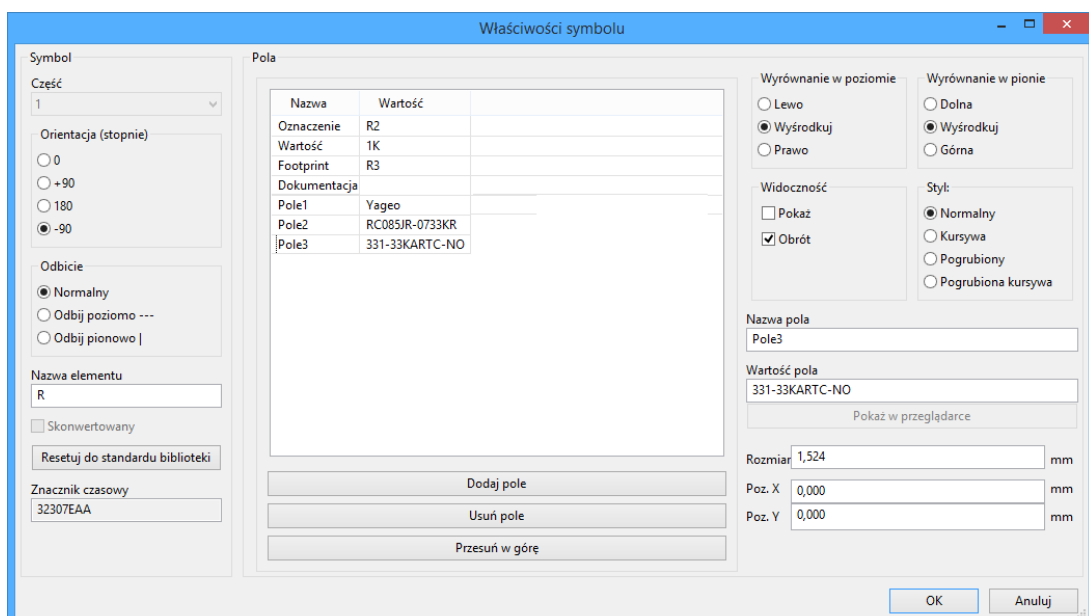 Właściwości symbolu
Symbol
Część
1
Orientacja (stopnie)
0
+90
180
-90
Odbicie
Normalny
Odbij poziomo ---
Odbij pionowo |
Nazwa elementu
R
Skonwertowany
Resetuj do standardu biblioteki
Znacznik czasowy
32307EAA
Pola
Nazwa Wartość
Oznaczenie R2
Wartość 1K
Footprint R3
Dokumentacja
Pole1 Yageo
Pole2 RC085JR-0733KR
Pole3 331-33KARTC-NO
Dodaj pole
Usuń pole
Przesuń w górę
Wyrównanie w poziomie
Lewo
Wyśrodkuj
Prawo
Wyrównanie w pionie
Dolna
Wyśrodkuj
Górna
Widoczność
Pokaż
Obrót
Styl:
Normalny
Kursywa
Pogrubiony
Pogrubiona kursywa
Nazwa pola
Pole3
Wartość pola
331-33KARTC-NO
Pokaż w przeglądarce
Rozmiar 1,524 mm
Poz. X 0,000 mm
Poz. Y 0,000 mm
OK Anuluj